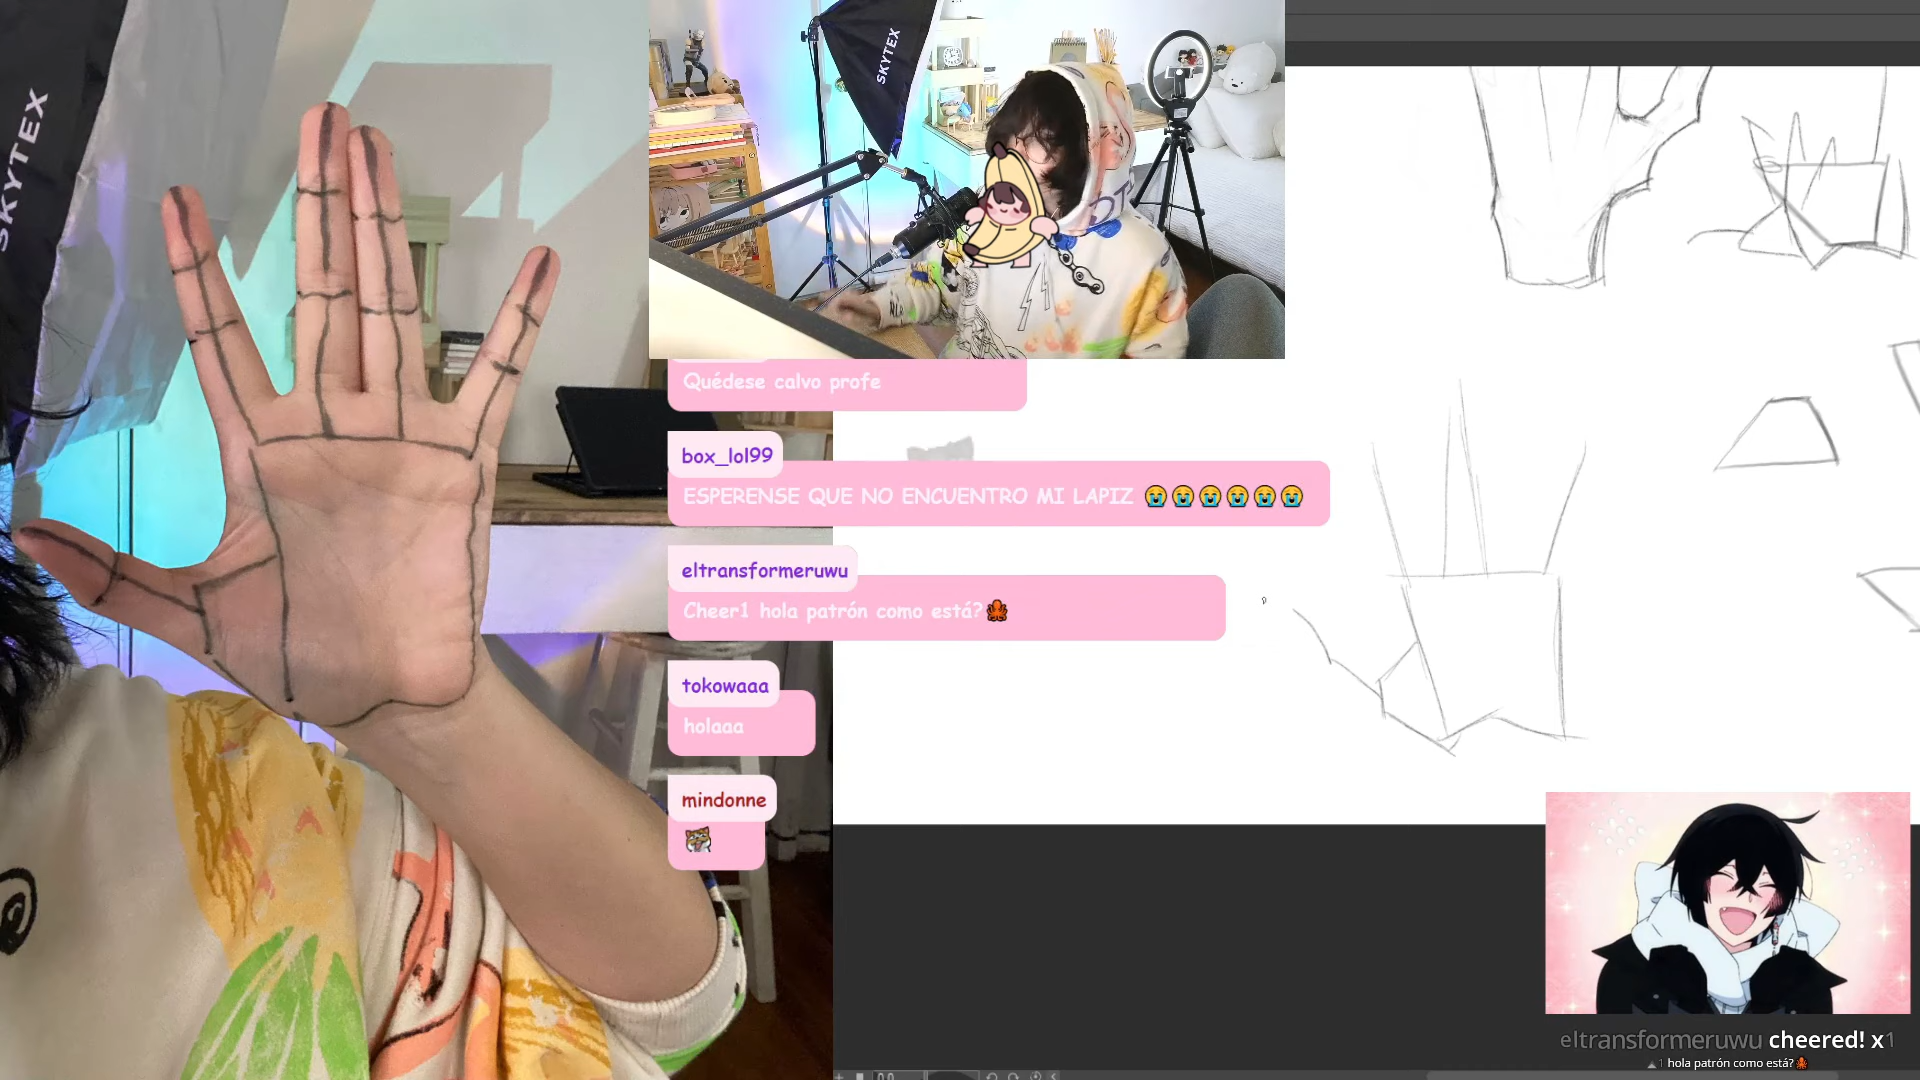 SKYTEX
SKYTEX
Quédese calvo profe
box_lol99
ESPERENSE QUE NO ENCUENTRO MI LAPIZ 😭😭😭😭😭😭
eltransformeruwu
Cheer1 hola patrón como está?🐙
tokowaaa
holaaa
mindonne
eltransformeruwu cheered! x1
1 hola patrón como está?🐙